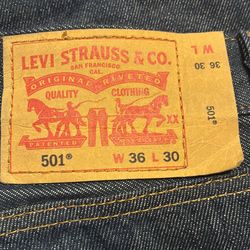 LEVI STRAUSS & CO.
SAN FRANCISCO
CAL.
ORIGINAL RIVETED
QUALITY CLOTHING
XX
PATENTED
501® W 36 L 30
W L
36 30
501®